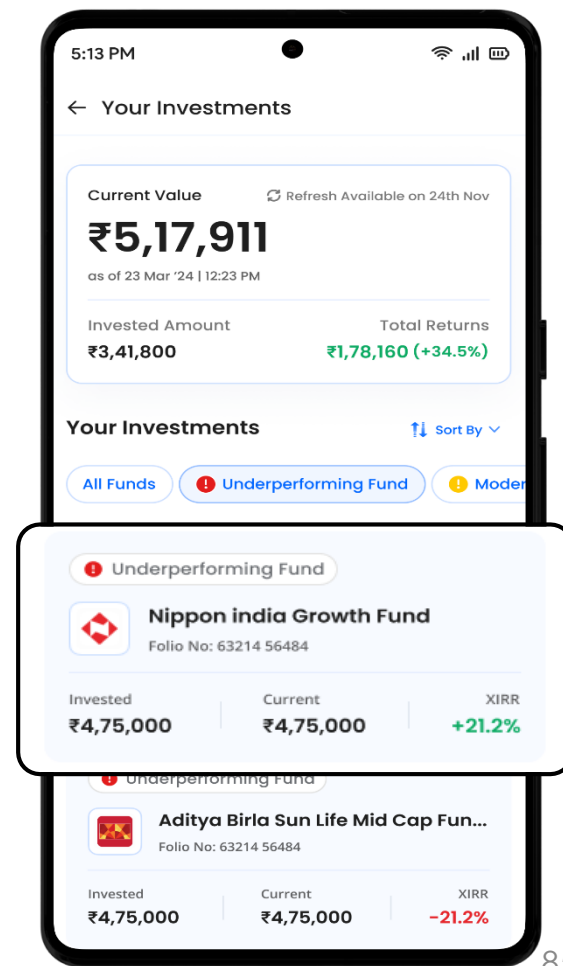 5:13 PM
← Your Investments
Current Value Refresh Available on 24th Nov
₹5,17,911
as of 23 Mar '24 | 12:23 PM
Invested Amount Total Returns
₹3,41,800 ₹1,78,160 (+34.5%)
Your Investments Sort By
All Funds Underperforming Fund Moder
Underperforming Fund
Nippon india Growth Fund
Folio No: 63214 56484
Invested Current XIRR
₹4,75,000 ₹4,75,000 +21.2%
Underperforming Fund
Aditya Birla Sun Life Mid Cap Fun...
Folio No: 63214 56484
Invested Current XIRR
₹4,75,000 ₹4,75,000 -21.2%